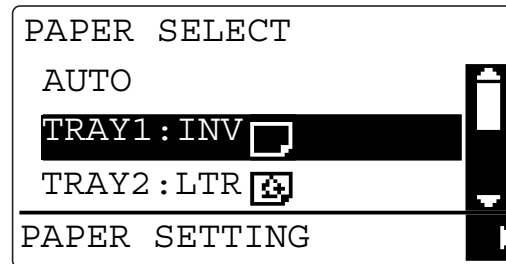 PAPER SELECT
AUTO
TRAY1:INV
TRAY2:LTR
PAPER SETTING